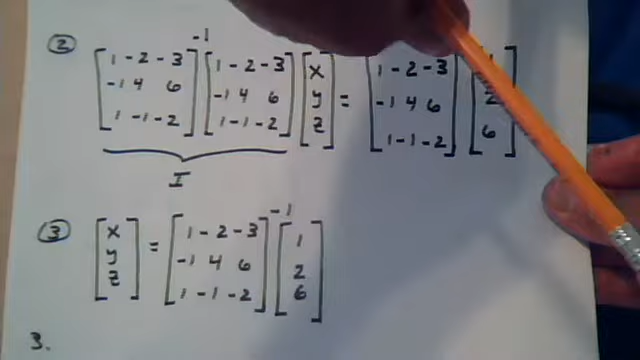 ② [1 -2 -3]⁻¹ [1 -2 -3] [x] = [1 -2 -3] [1]
[-1 4 6] [-1 4 6] [y] [-1 4 6] [2]
[1 -1 -2] [1 -1 -2] [z] [1 -1 -2] [6]
I
③ [x] = [1 -2 -3]⁻¹ [1]
[y] [-1 4 6] [2]
[z] [1 -1 -2] [6]
3.